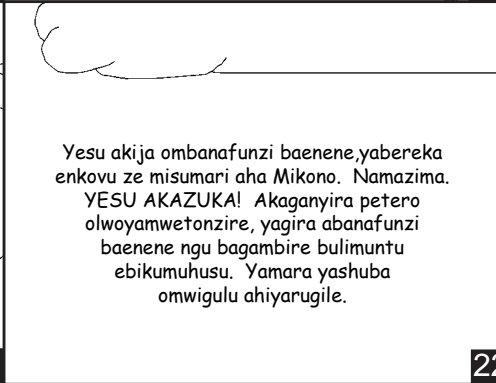 Yesu akija ombanafunzi baenene,yabereka
enkovu ze misumari aha Mikono. Namazima.
YESU AKAZUKA! Akaganyira petero
olwoyamwetonzire, yagira abanafunzi
baenene ngu bagambire bulimuntu
ebikumuhusu. Yamara yashuba
omwigulu ahiyarugile.